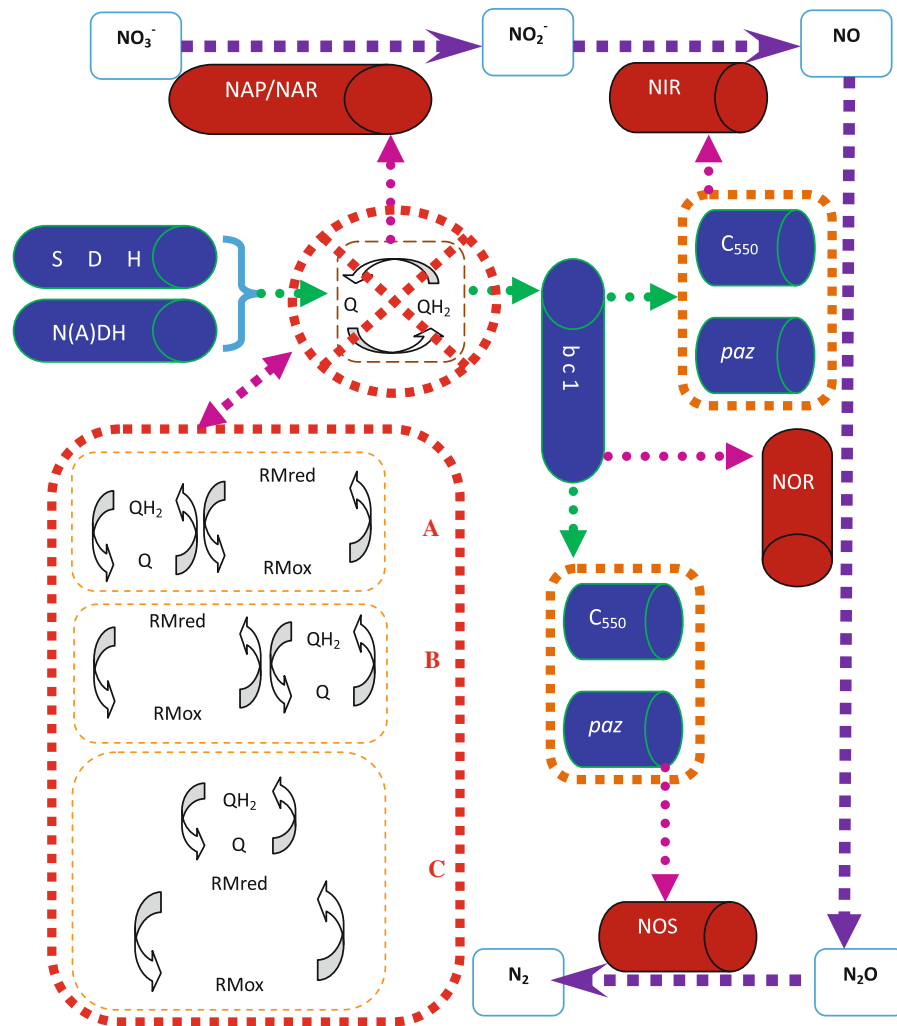 NO₃⁻
NO₂⁻
NO
NAP/NAR
NIR
S D H
N(A)DH
Q
QH₂
b c 1
C₅₅₀
paz
NOR
RMred
QH₂
Q
RMox
A
RMred
QH₂
Q
RMox
B
QH₂
Q
RMred
RMox
C
C₅₅₀
paz
NOS
N₂
N₂O